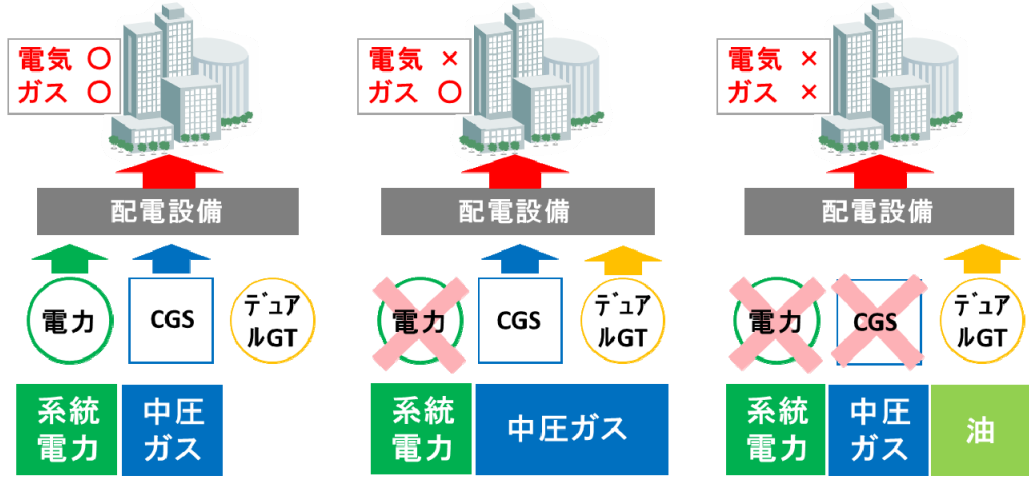 電気 〇
ガス 〇
配電設備
電力
CGS
デュア
ルGT
系統
電力
中圧
ガス
電気 ×
ガス 〇
配電設備
電力
CGS
デュア
ルGT
系統
電力
中圧ガス
電気 ×
ガス ×
配電設備
電力
CGS
デュア
ルGT
系統
電力
中圧
ガス
油